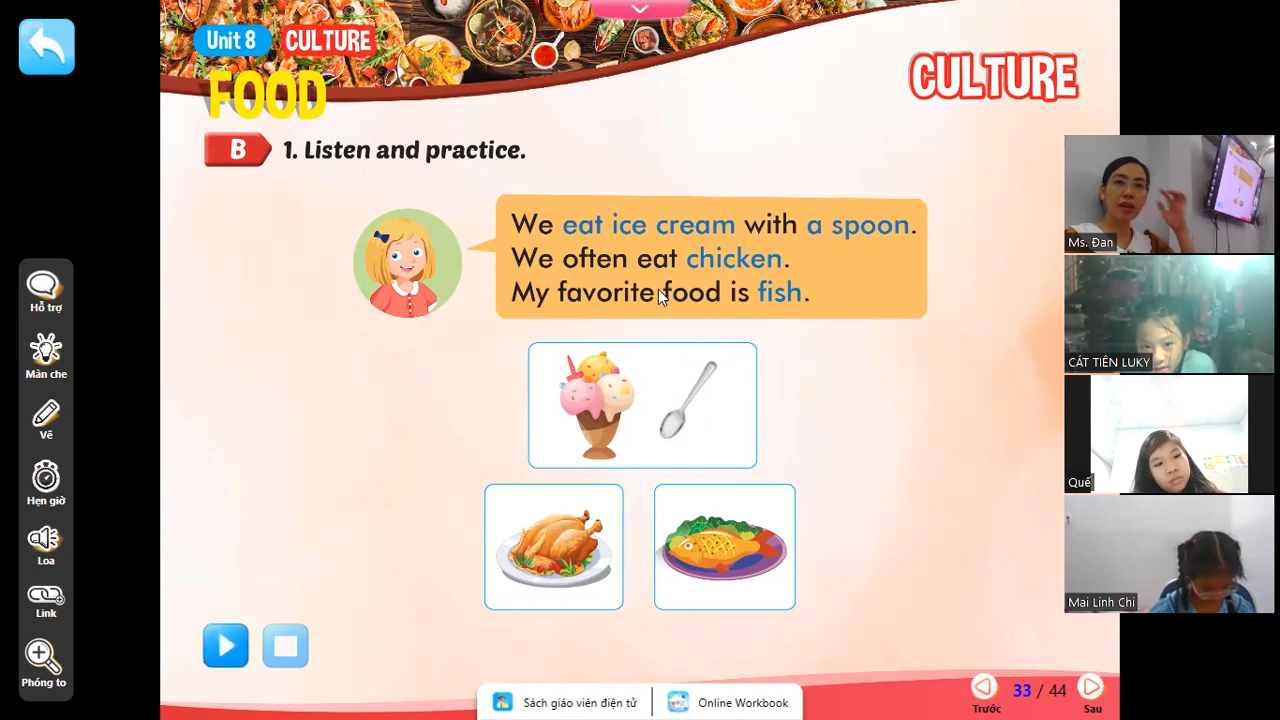 Unit 8
CULTURE
FOOD
CULTURE
B
1. Listen and practice.
We eat ice cream with a spoon.
We often eat chicken.
My favorite food is fish.
Hỗ trợ
Màn che
Vẽ
Hẹn giờ
Loa
Link
Phóng to
Ms. Đan
CÁT TIÊN LUKY
Quế
Mai Linh Chi
Sách giáo viên điện tử
Online Workbook
33 / 44
Trước
Sau